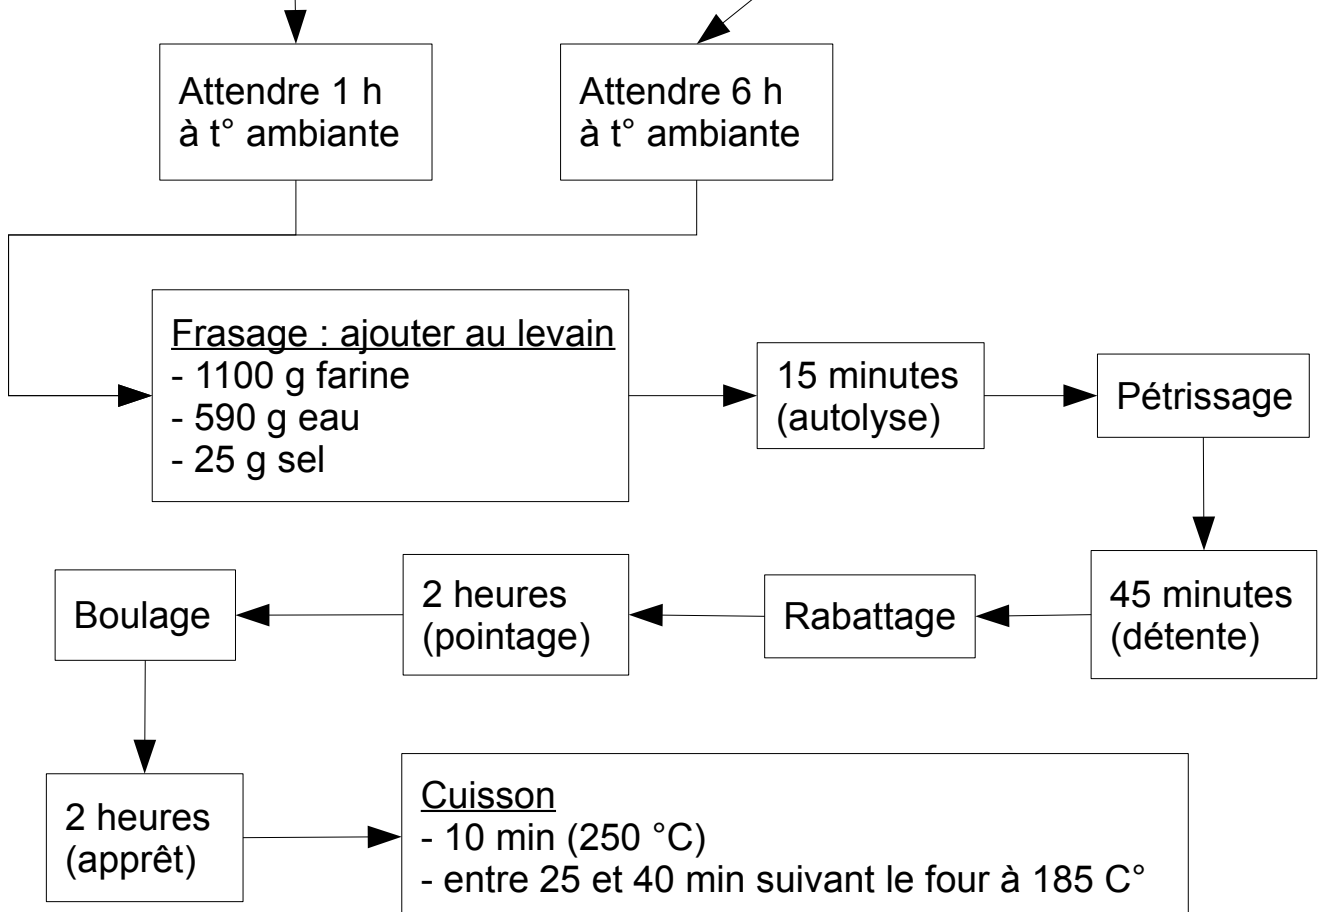 Attendre 1 h
à t° ambiante
Attendre 6 h
à t° ambiante
Frasage : ajouter au levain
- 1100 g farine
- 590 g eau
- 25 g sel
15 minutes
(autolyse)
Pétrissage
45 minutes
(détente)
Rabattage
2 heures
(pointage)
Boulage
2 heures
(apprêt)
Cuisson
- 10 min (250 °C)
- entre 25 et 40 min suivant le four à 185 C°